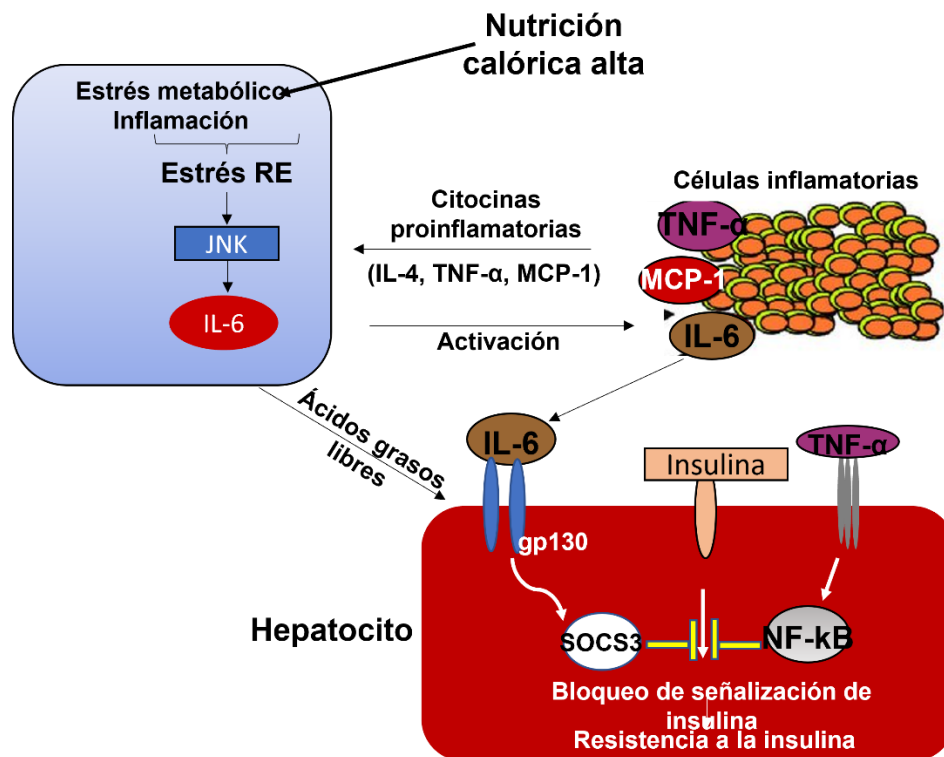 Nutrición
calórica alta
Estrés metabólico
Inflamación
Estrés RE
JNK
IL-6
Citocinas
proinflamatorias
(IL-4, TNF-α, MCP-1)
Activación
Células inflamatorias
TNF-α
MCP-1
IL-6
Ácidos grasos
libres
IL-6
Insulina
TNF-α
gp130
Hepatocito
SOCS3
NF-kB
Bloqueo de señalización de
insulina
Resistencia a la insulina